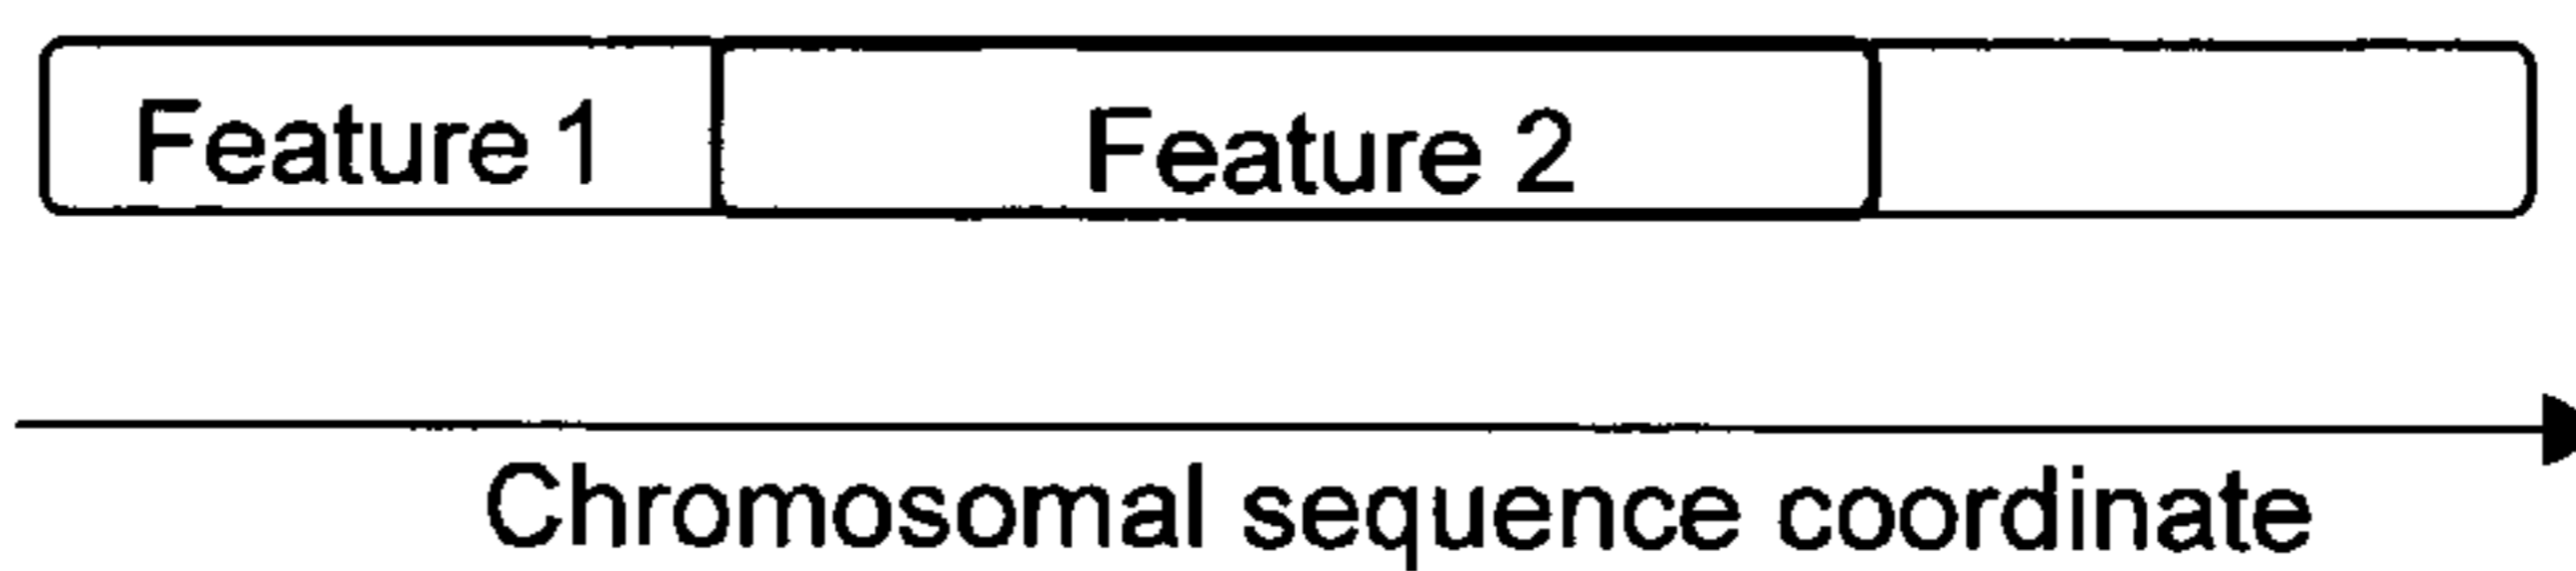 Feature 1 Feature 2
Chromosomal sequence coordinate